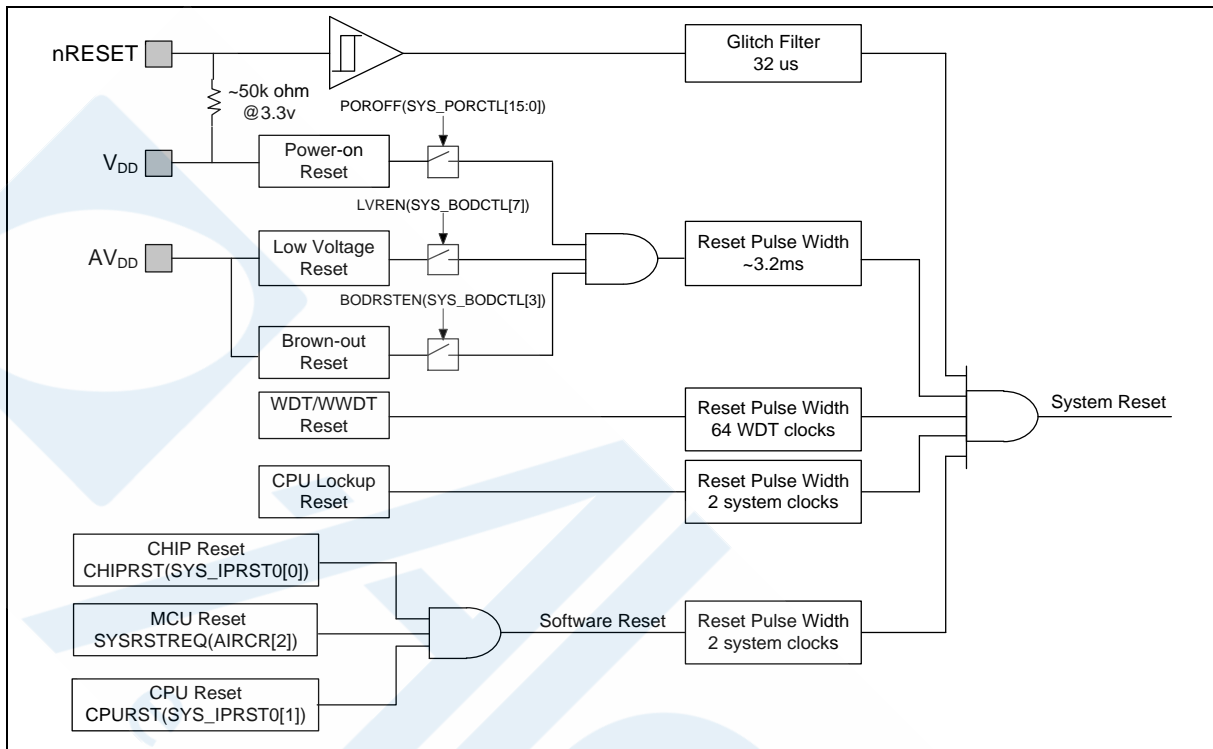 nRESET
~50k ohm
@3.3v
Glitch Filter
32 us
POROFF(SYS_PORCTL[15:0])
VDD
Power-on
Reset
LVREN(SYS_BODCTL[7])
AVDD
Low Voltage
Reset
Reset Pulse Width
~3.2ms
BODRSTEN(SYS_BODCTL[3])
Brown-out
Reset
WDT/WWDT
Reset
Reset Pulse Width
64 WDT clocks
System Reset
CPU Lockup
Reset
Reset Pulse Width
2 system clocks
CHIP Reset
CHIPRST(SYS_IPRST0[0])
MCU Reset
SYSRSTREQ(AIRCR[2])
Software Reset
Reset Pulse Width
2 system clocks
CPU Reset
CPURST(SYS_IPRST0[1])